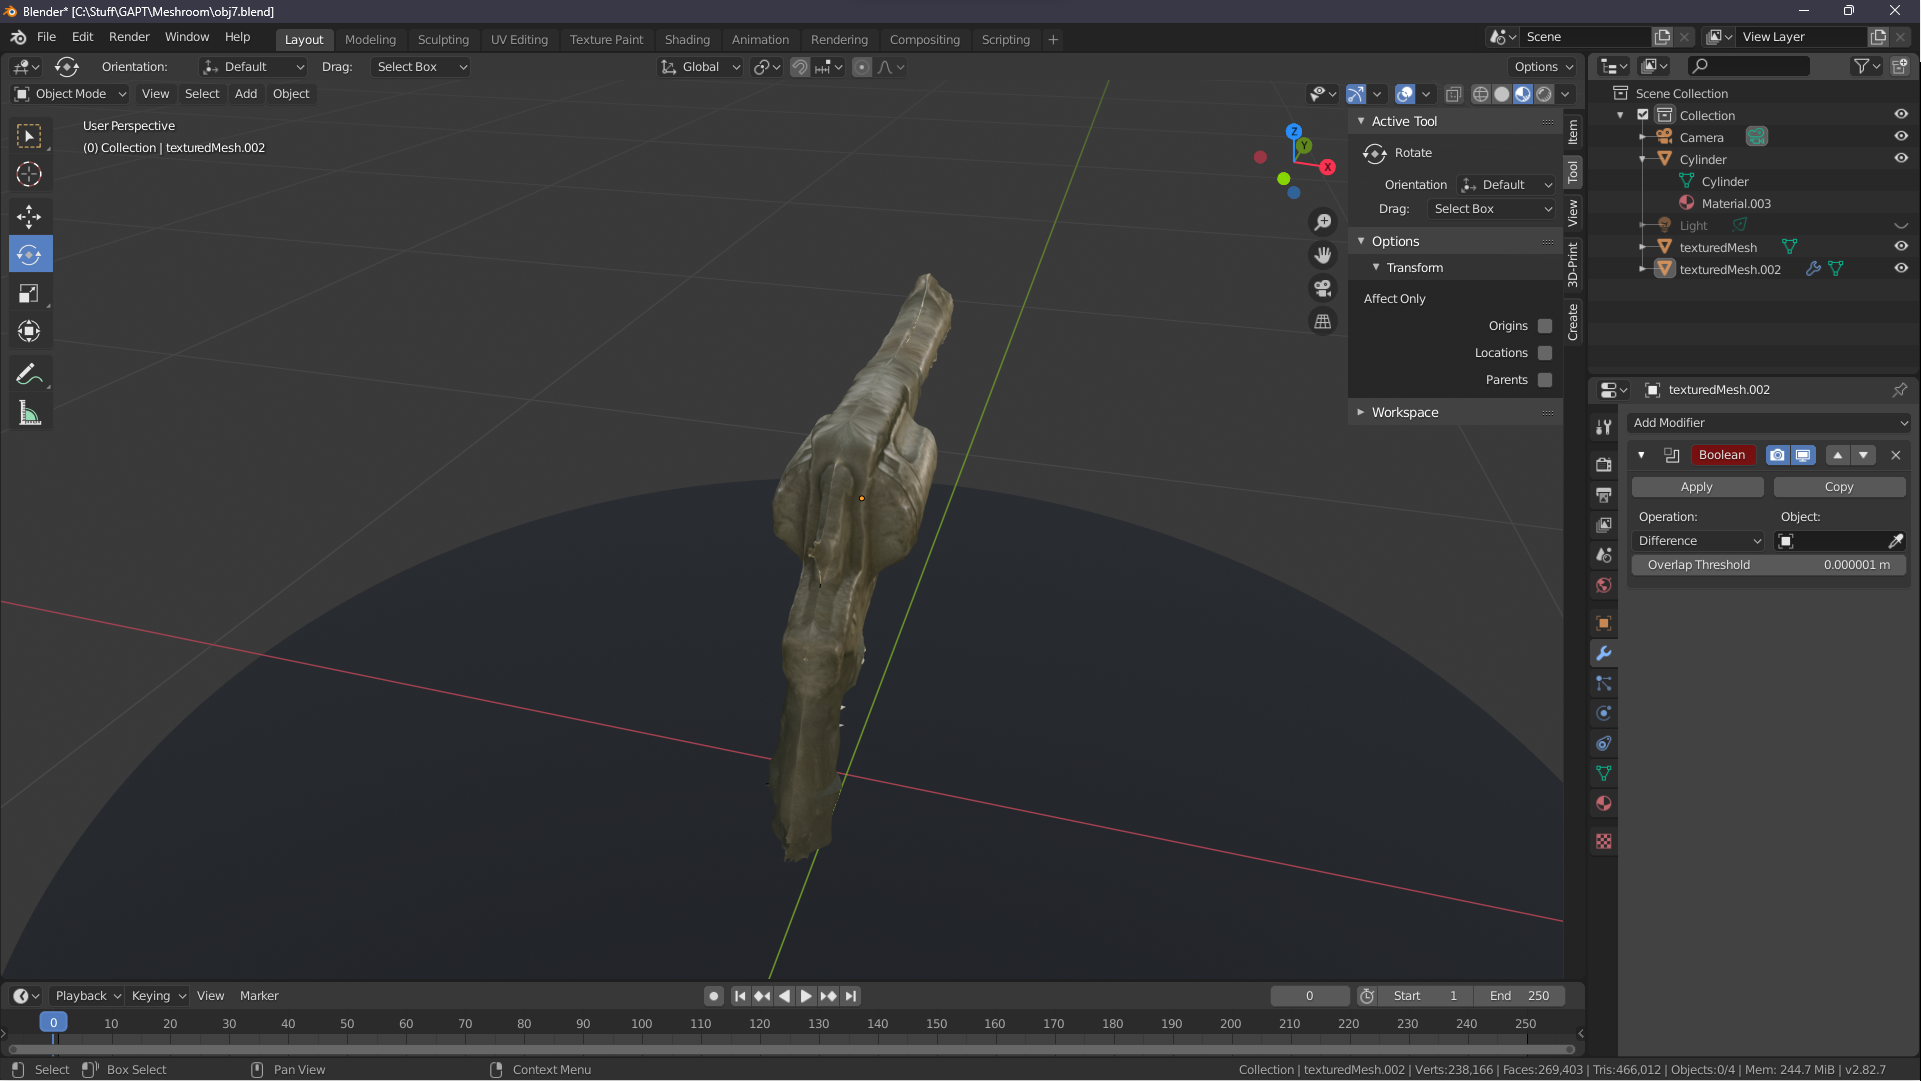 Blender* [C:\Stuff\GAPT\Meshroom\obj7.blend]
File Edit Render Window Help Layout Modeling Sculpting UV Editing Texture Paint Shading Animation Rendering Compositing Scripting + Scene View Layer
Orientation: Default Drag: Select Box Global Options
Object Mode View Select Add Object
User Perspective
(0) Collection | texturedMesh.002
Z
Y
X
Active Tool
Rotate
Orientation Default
Drag: Select Box
Options
Transform
Affect Only
Origins
Locations
Parents
Workspace
Item
Tool
View
3D-Print
Create
Scene Collection
Collection
Camera
Cylinder
Cylinder
Material.003
Light
texturedMesh
texturedMesh.002
texturedMesh.002
Add Modifier
Boolean
Apply Copy
Operation: Object:
Difference
Overlap Threshold 0.000001 m
Playback Keying View Marker 0 Start 1 End 250
0 10 20 30 40 50 60 70 80 90 100 110 120 130 140 150 160 170 180 190 200 210 220 230 240 250
Select Box Select Pan View Context Menu Collection | texturedMesh.002 | Verts:238,166 | Faces:269,403 | Tris:466,012 | Objects:0/4 | Mem: 244.7 MiB | v2.82.7